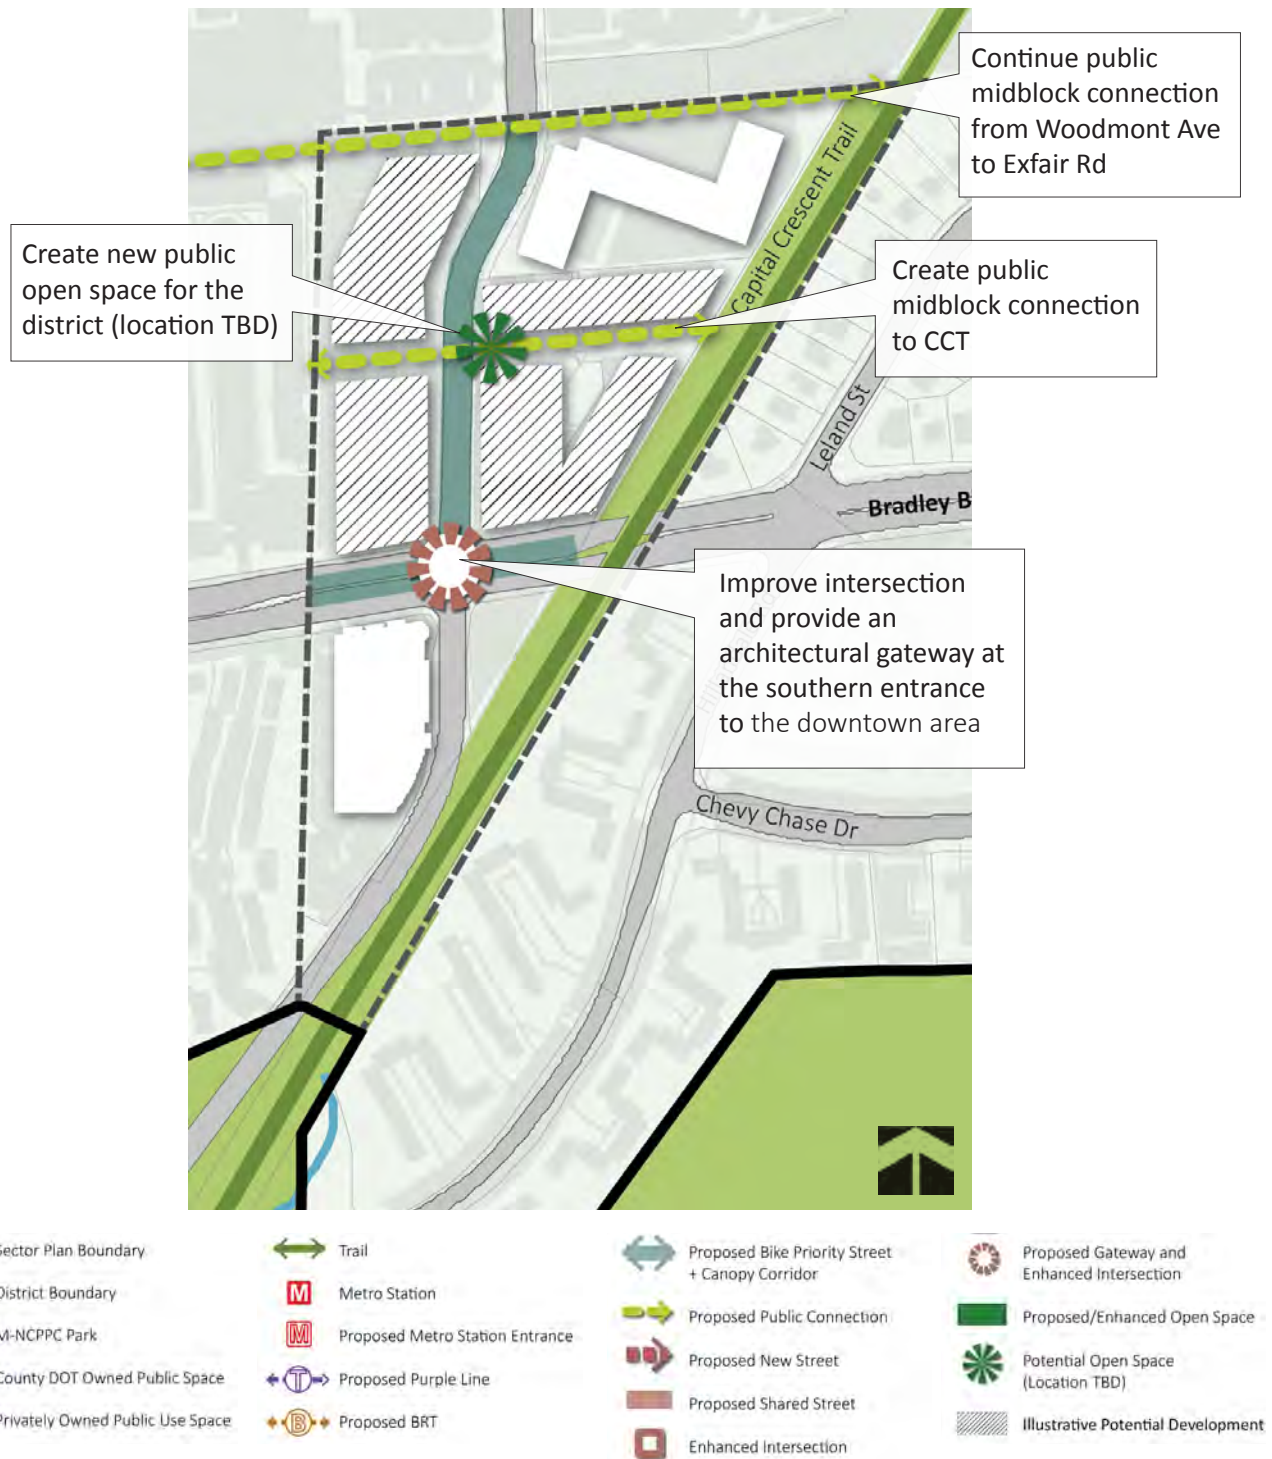 Continue public
midblock connection
from Woodmont Ave
to Exfair Rd
Capital Crescent Trail
Create new public
open space for the
district (location TBD)
Create public
midblock connection
to CCT
Leland St
Bradley B
Improve intersection
and provide an
architectural gateway at
the southern entrance
to the downtown area
Chevy Chase Dr
Sector Plan Boundary
District Boundary
M-NCPPC Park
County DOT Owned Public Space
Privately Owned Public Use Space
Trail
M Metro Station
M Proposed Metro Station Entrance
T Proposed Purple Line
B Proposed BRT
Proposed Bike Priority Street
+ Canopy Corridor
Proposed Public Connection
Proposed New Street
Proposed Shared Street
Enhanced Intersection
Proposed Gateway and
Enhanced Intersection
Proposed/Enhanced Open Space
Potential Open Space
(Location TBD)
Illustrative Potential Development